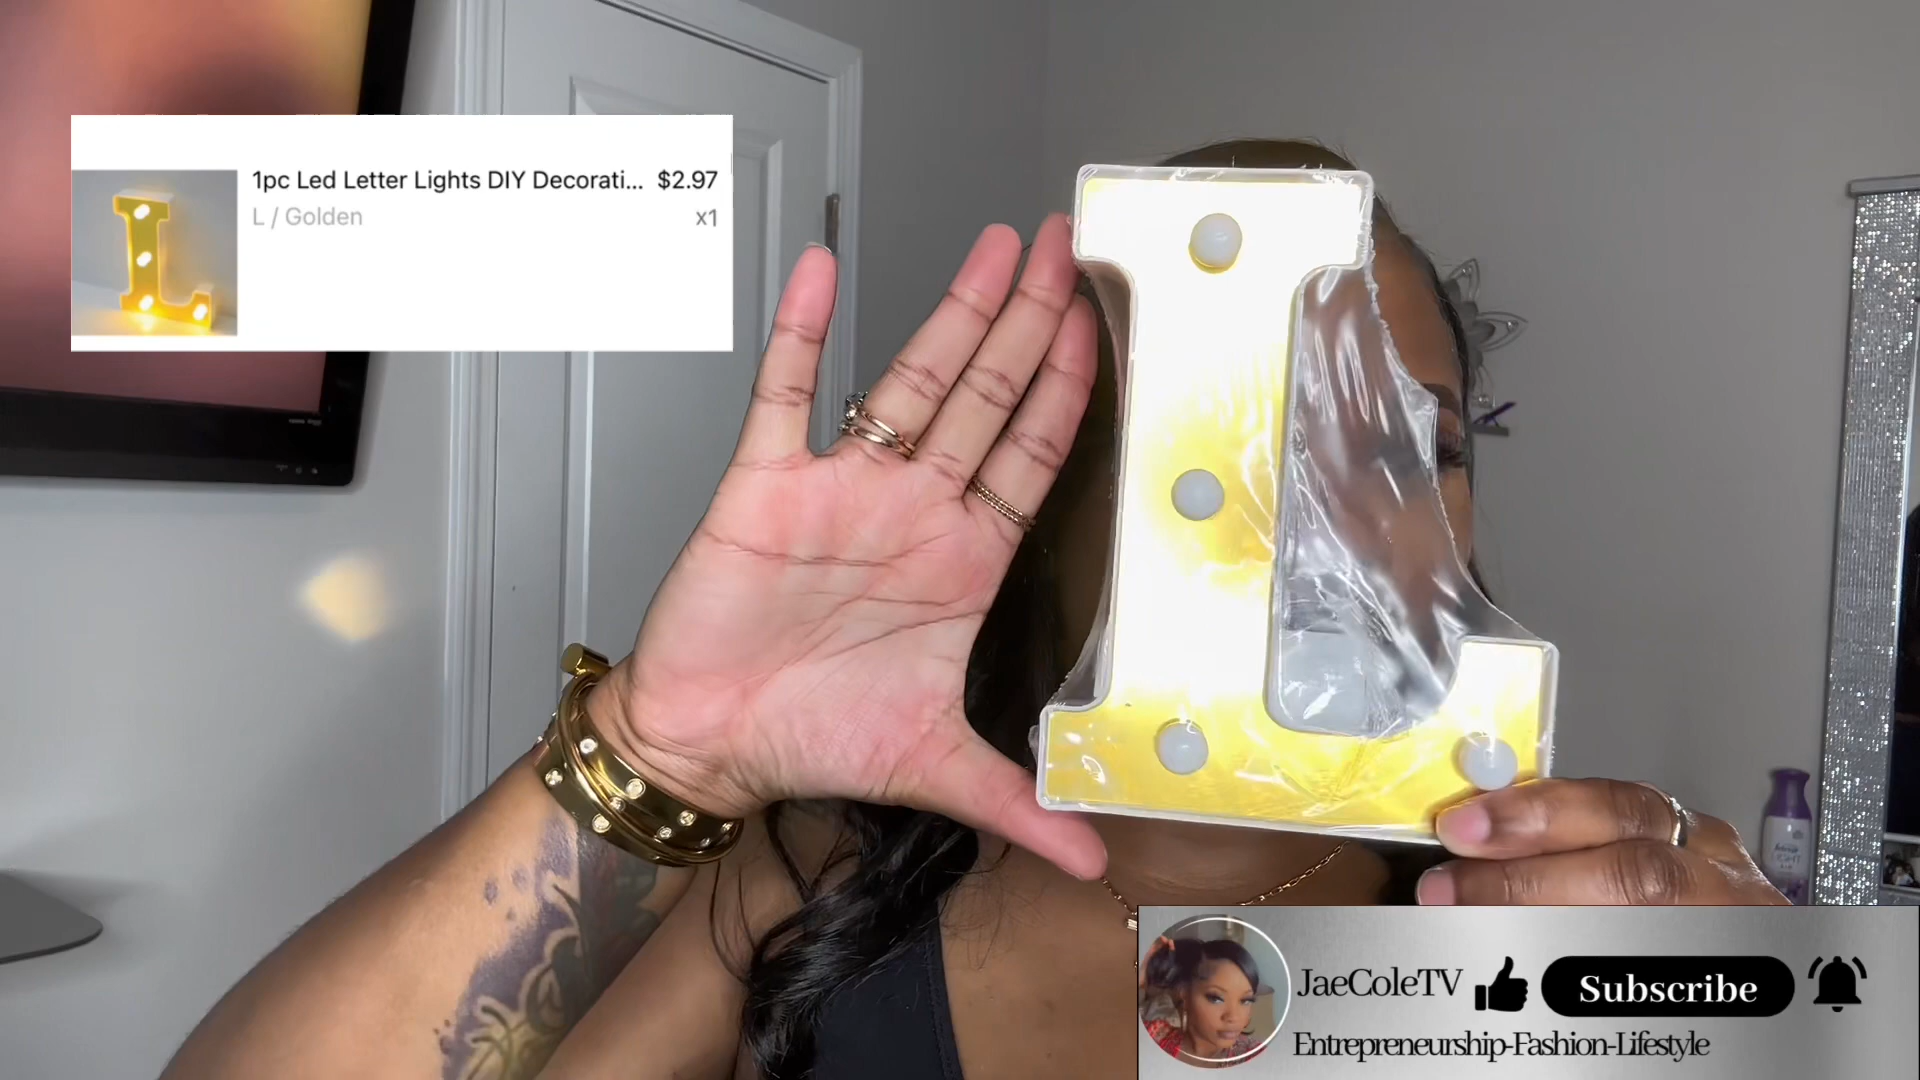 1pc Led Letter Lights DIY Decorati... $2.97
L / Golden x1
L
JaeColeTV
Subscribe
Entrepreneurship-Fashion-Lifestyle